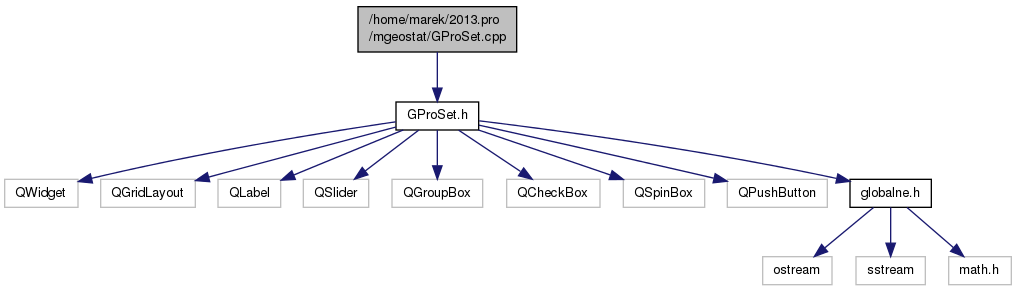 /home/marek/2013.pro
/mgeostat/GProSet.cpp
GProSet.h
QWidget
QGridLayout
QLabel
QSlider
QGroupBox
QCheckBox
QSpinBox
QPushButton
globalne.h
ostream
sstream
math.h